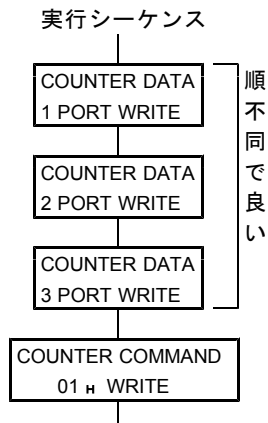 実行シーケンス
COUNTER DATA
1 PORT WRITE
COUNTER DATA
2 PORT WRITE
COUNTER DATA
3 PORT WRITE
順不同で良い
COUNTER COMMAND
01 H WRITE